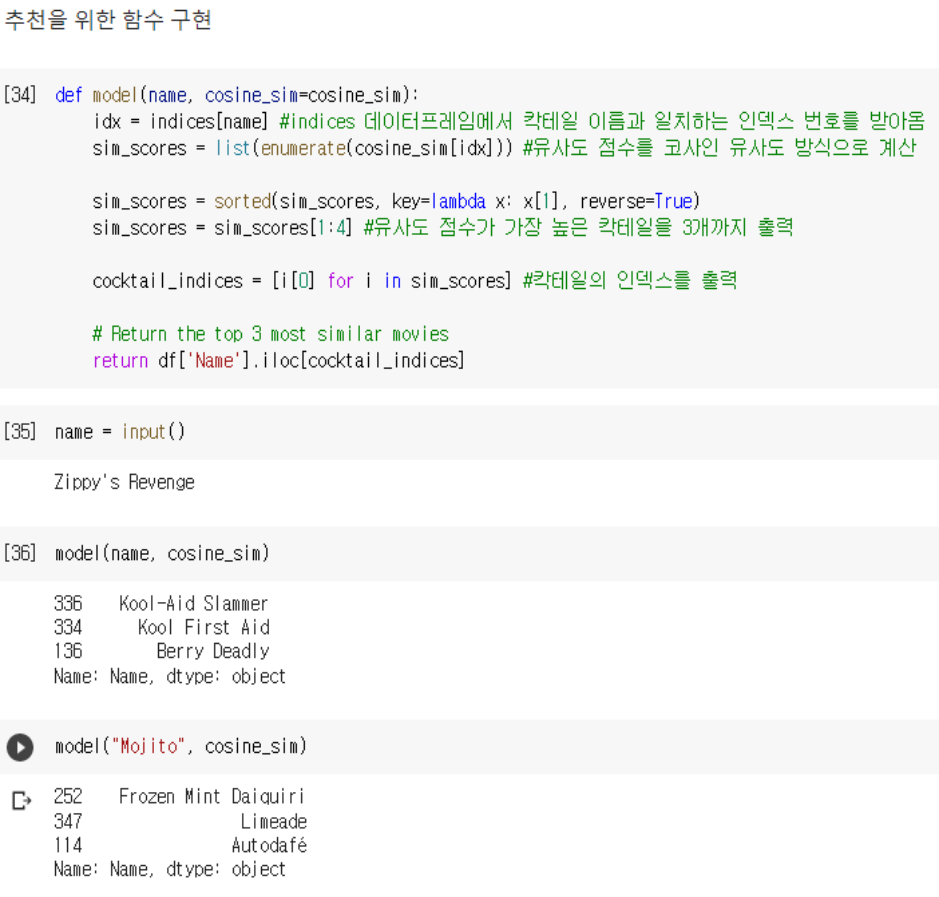 추천을 위한 함수 구현
[34] def model(name, cosine_sim=cosine_sim):
idx = indices[name] #indices 데이터프레임에서 칵테일 이름과 일치하는 인덱스 번호를 받아옴
sim_scores = list(enumerate(cosine_sim[idx])) #유사도 점수를 코사인 유사도 방식으로 계산
sim_scores = sorted(sim_scores, key=lambda x: x[1], reverse=True)
sim_scores = sim_scores[1:4] #유사도 점수가 가장 높은 칵테일을 3개까지 출력
cocktail_indices = [i[0] for i in sim_scores] #칵테일의 인덱스를 출력
# Return the top 3 most similar movies
return df['Name'].iloc[cocktail_indices]
[35] name = input()
Zippy's Revenge
[36] model(name, cosine_sim)
336 Kool-Aid Slammer
334 Kool First Aid
136 Berry Deadly
Name: Name, dtype: object
model("Mojito", cosine_sim)
252 Frozen Mint Daiquiri
347 Limeade
114 Autodafé
Name: Name, dtype: object